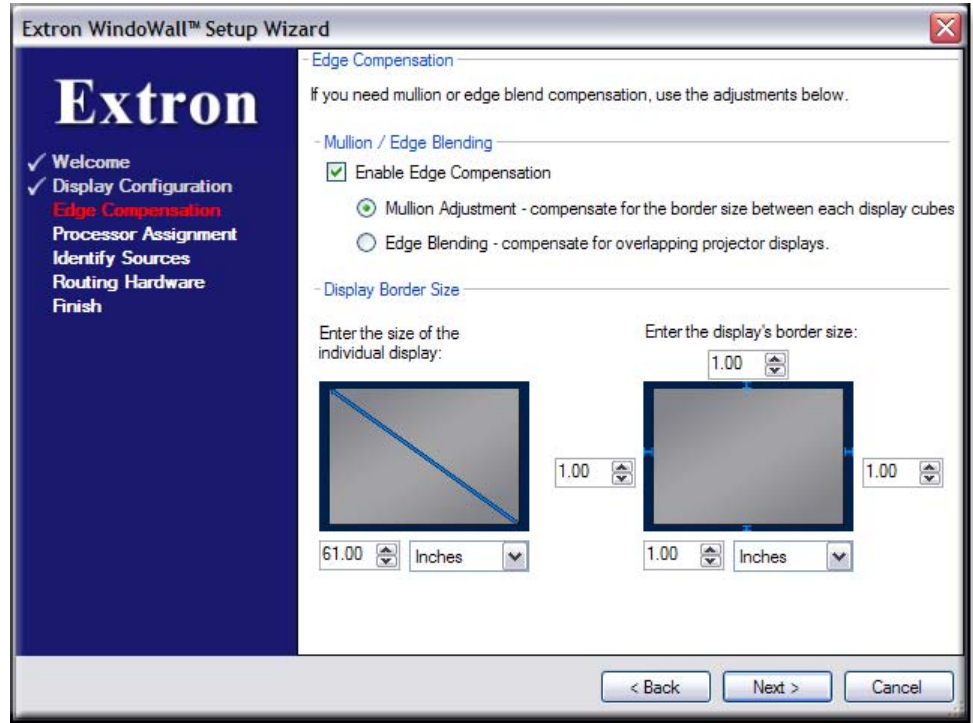 Extron WindoWall™ Setup Wizard
Extron
Welcome
Display Configuration
Edge Compensation
Processor Assignment
Identify Sources
Routing Hardware
Finish
Edge Compensation
If you need mullion or edge blend compensation, use the adjustments below.
Mullion / Edge Blending
Enable Edge Compensation
Mullion Adjustment - compensate for the border size between each display cubes
Edge Blending - compensate for overlapping projector displays.
Display Border Size
Enter the size of the
individual display:
61.00 Inches
Enter the display's border size:
1.00
1.00
1.00
1.00 Inches
< Back Next > Cancel